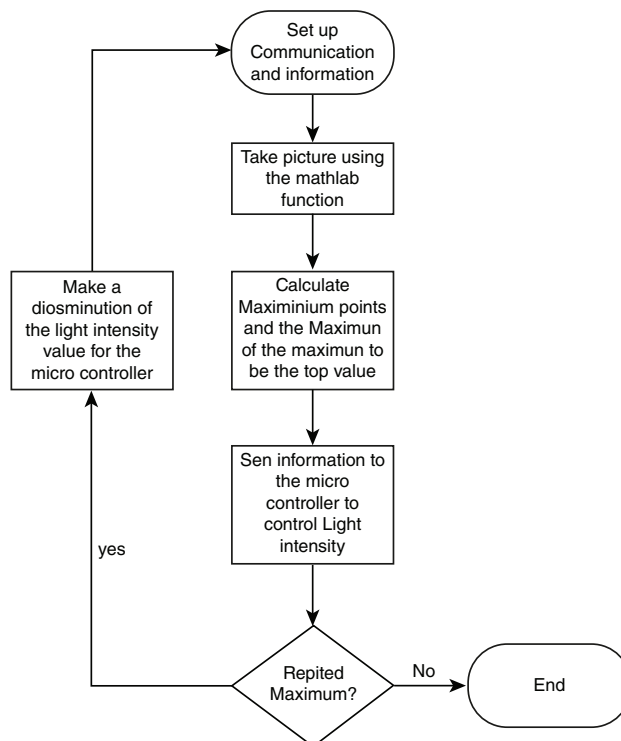 Set up
Communication
and information
Take picture using
the mathlab
function
Calculate
Maximinium points
and the Maximun
of the maximun to
be the top value
Sen information to
the micro
controller to
control Light
intensity
Repited
Maximum?
No
End
yes
Make a
diosminution of
the light intensity
value for the
micro controller